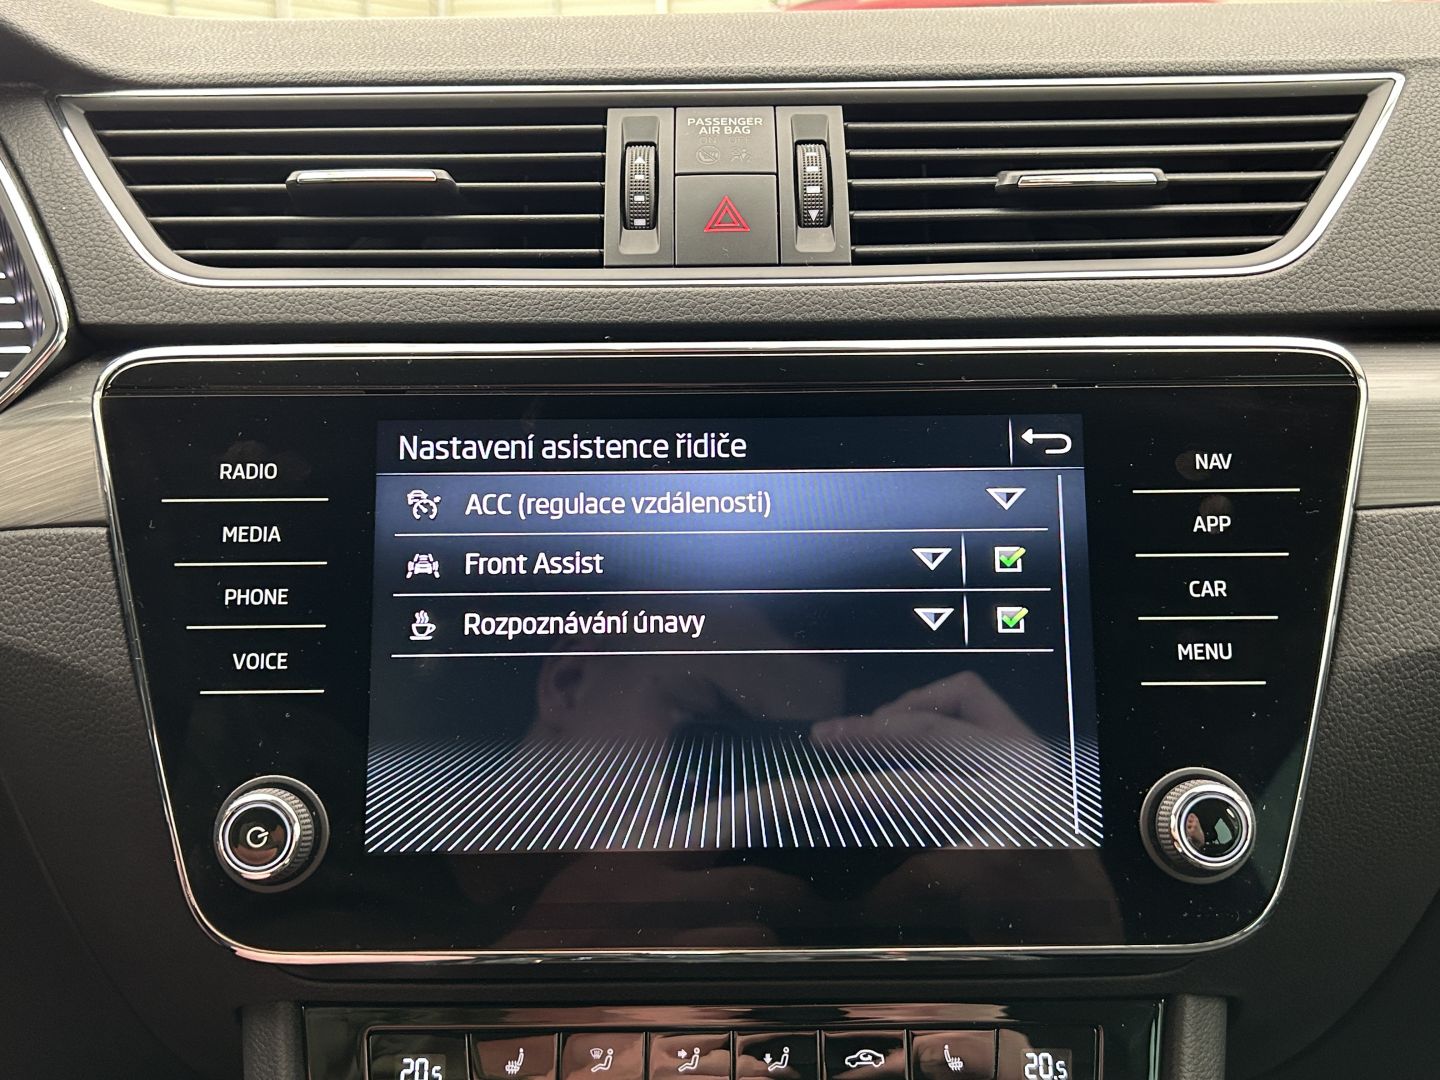 PASSENGER
AIR BAG
Nastavení asistence řidiče
RADIO
MEDIA
PHONE
VOICE
ACC (regulace vzdálenosti)
Front Assist
Rozpoznávání únavy
NAV
APP
CAR
MENU
20.5
20.5